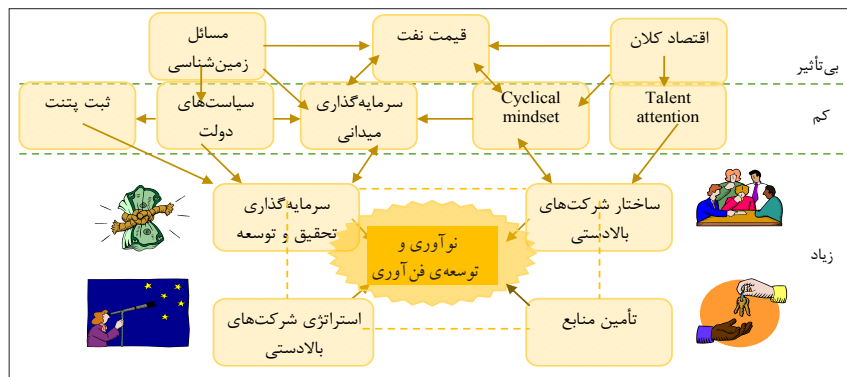 اقتصاد کلان
قیمت نفت
مسائل
زمین‌شناسی
بی‌تأثیر
Talent
attention
Cyclical
mindset
سرمایه‌گذاری
میدانی
سیاست‌های
دولت
ثبت پتنت
کم
ساختار شرکت‌های
بالادستی
سرمایه‌گذاری
تحقیق و توسعه
نوآوری و
توسعه‌ی فن‌آوری
زیاد
تأمین منابع
استراتژی شرکت‌های
بالادستی